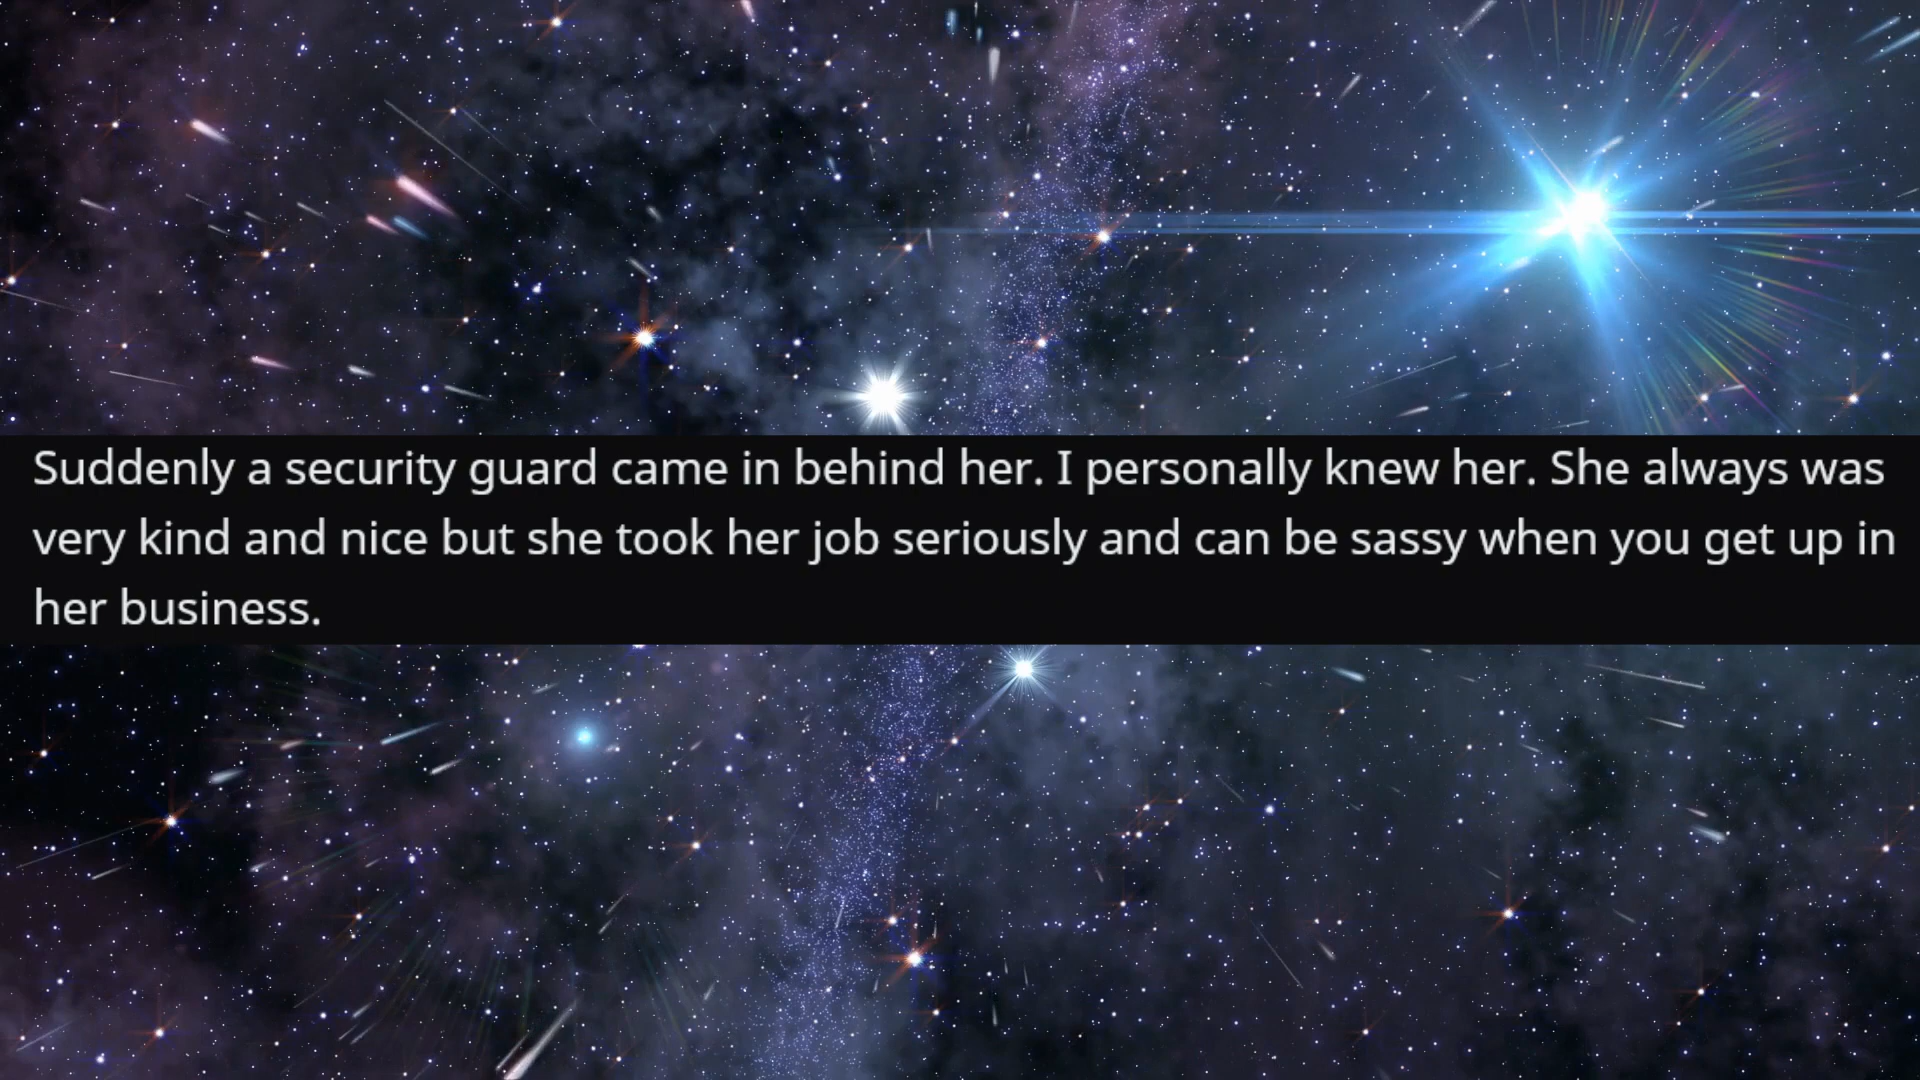 Suddenly a security guard came in behind her. I personally knew her. She always was
very kind and nice but she took her job seriously and can be sassy when you get up in
her business.